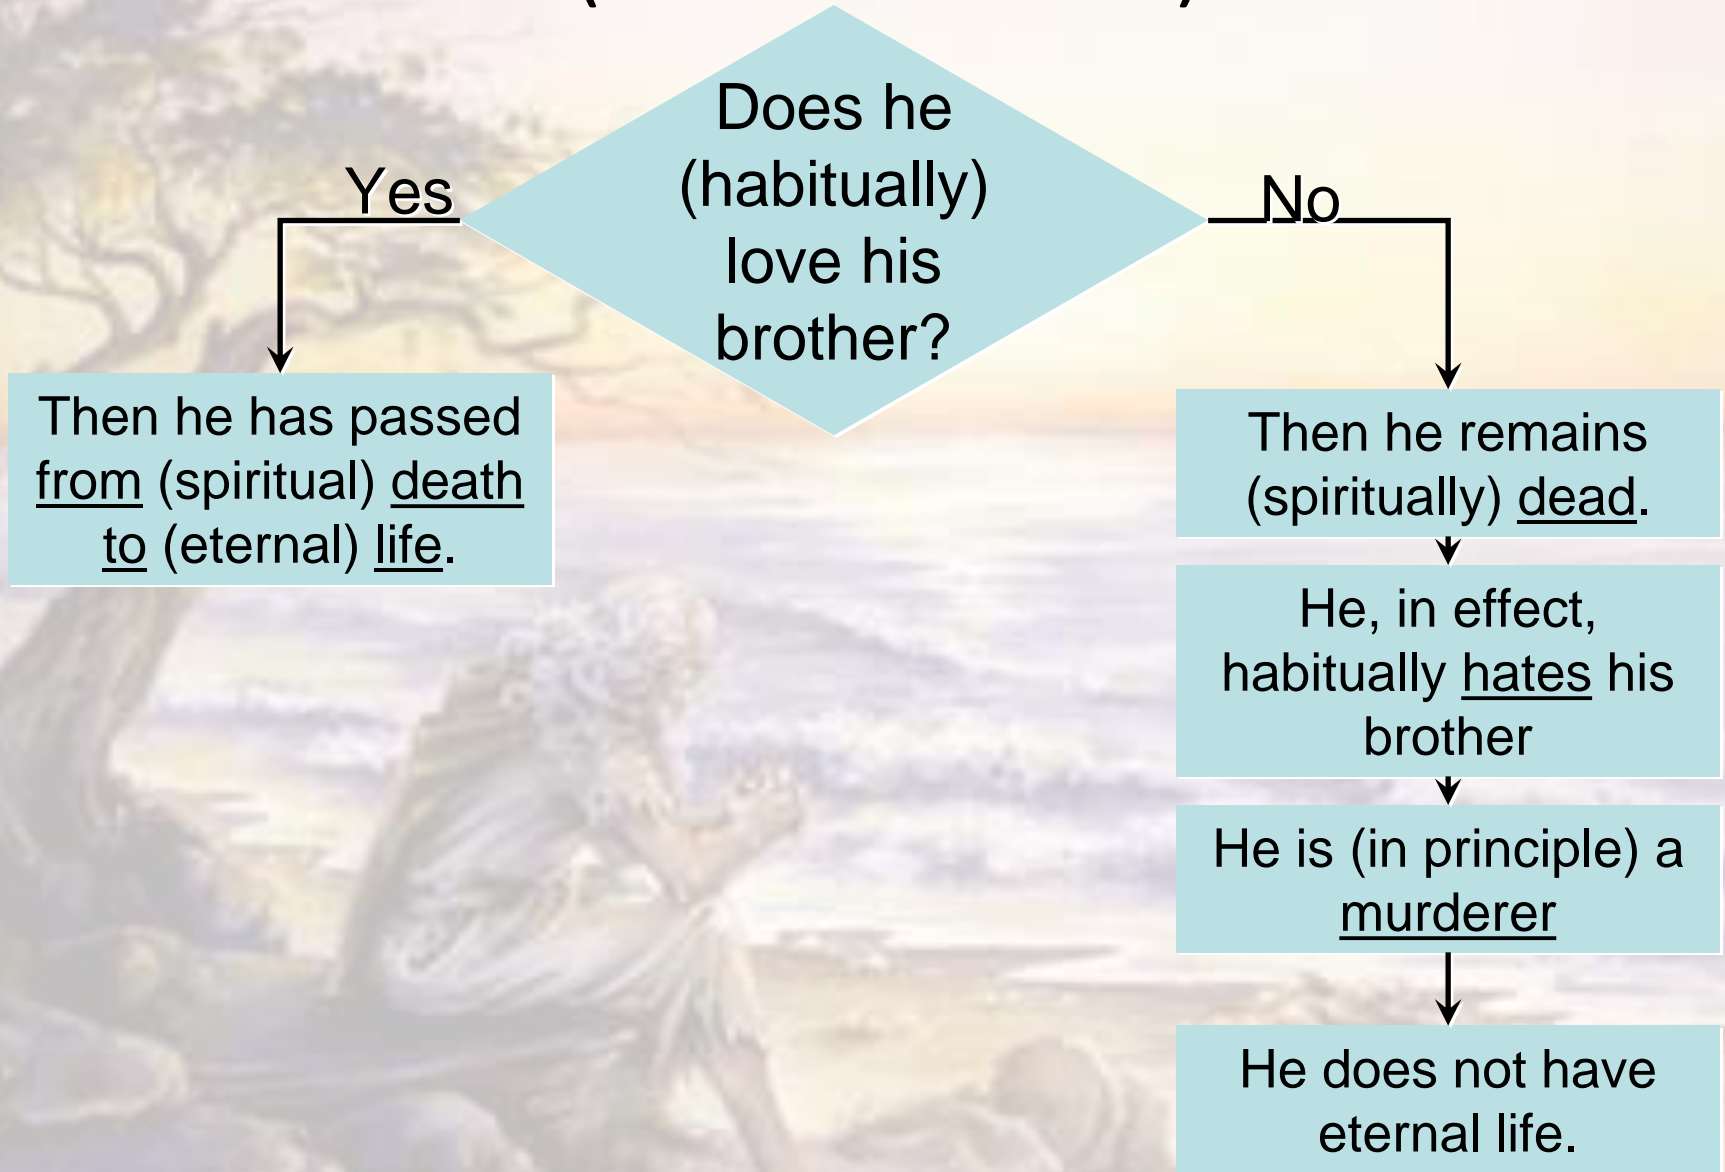 Does he
(habitually)
love his
brother?
Yes
No
Then he has passed
from (spiritual) death
to (eternal) life.
Then he remains
(spiritually) dead.
He, in effect,
habitually hates his
brother
He is (in principle) a
murderer
He does not have
eternal life.